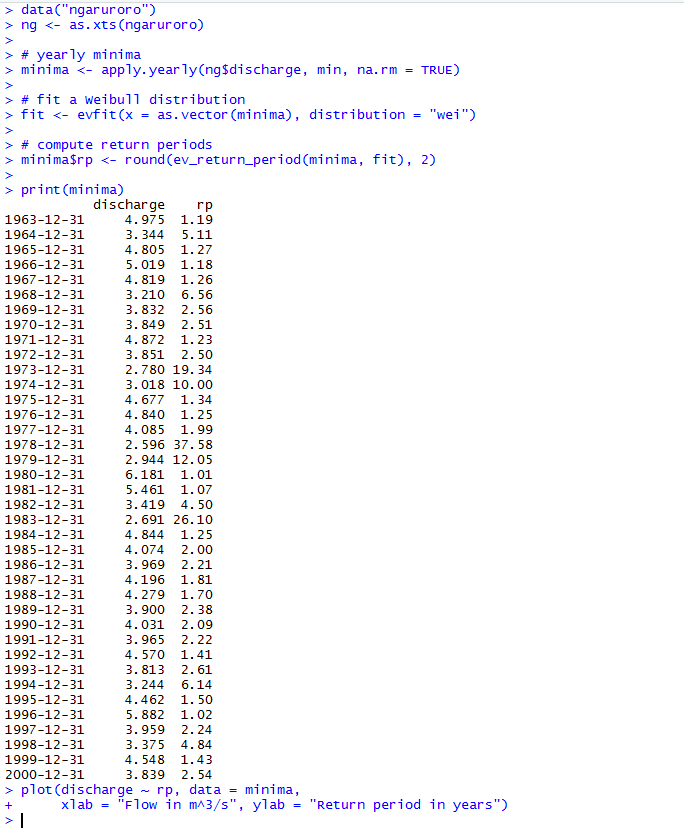 > data("ngaruroro")
> ng <- as.xts(ngaruroro)
>
> # yearly minima
> minima <- apply.yearly(ng$discharge, min, na.rm = TRUE)
>
> # fit a Weibull distribution
> fit <- evfit(x = as.vector(minima), distribution = "wei")
>
> # compute return periods
> minima$rp <- round(ev_return_period(minima, fit), 2)
>
> print(minima)
           discharge    rp
1963-12-31     4.975  1.19
1964-12-31     3.344  5.11
1965-12-31     4.805  1.27
1966-12-31     5.019  1.18
1967-12-31     4.819  1.26
1968-12-31     3.210  6.56
1969-12-31     3.832  2.56
1970-12-31     3.849  2.51
1971-12-31     4.872  1.23
1972-12-31     3.851  2.50
1973-12-31     2.780 19.34
1974-12-31     3.018 10.00
1975-12-31     4.677  1.34
1976-12-31     4.840  1.25
1977-12-31     4.085  1.99
1978-12-31     2.596 37.58
1979-12-31     2.944 12.05
1980-12-31     6.181  1.01
1981-12-31     5.461  1.07
1982-12-31     3.419  4.50
1983-12-31     2.691 26.10
1984-12-31     4.844  1.25
1985-12-31     4.074  2.00
1986-12-31     3.969  2.21
1987-12-31     4.196  1.81
1988-12-31     4.279  1.70
1989-12-31     3.900  2.38
1990-12-31     4.031  2.09
1991-12-31     3.965  2.22
1992-12-31     4.570  1.41
1993-12-31     3.813  2.61
1994-12-31     3.244  6.14
1995-12-31     4.462  1.50
1996-12-31     5.882  1.02
1997-12-31     3.959  2.24
1998-12-31     3.375  4.84
1999-12-31     4.548  1.43
2000-12-31     3.839  2.54
> plot(discharge ~ rp, data = minima,
+      xlab = "Flow in m^3/s", ylab = "Return period in years")
>